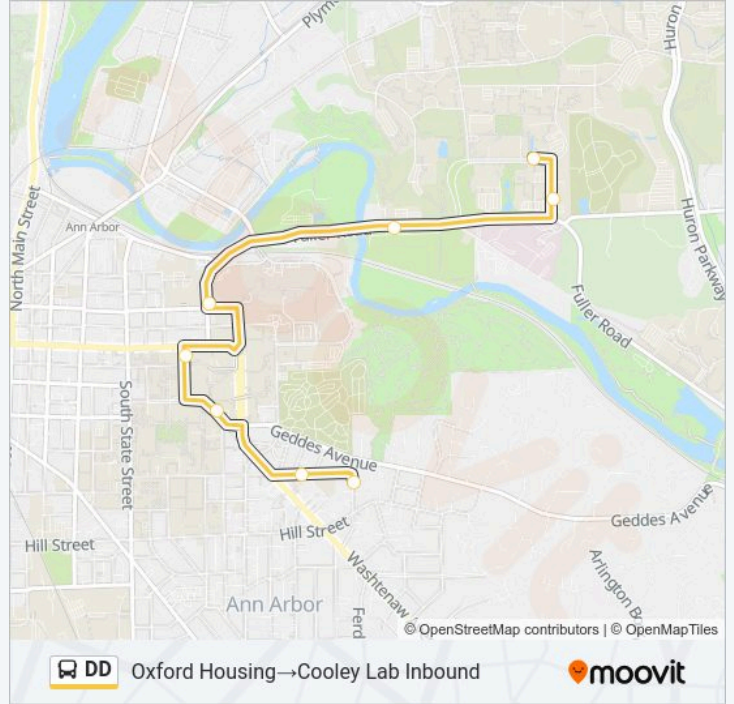 Plym
Huron
North Main Street
Ann Arbor
Huron Parkway
Fuller Road
South State Street
Geddes Avenue
Geddes Avenue
Hill Street
Hill Street
Washtenaw
Arlington B
Ann Arbor
Ferd
© OpenStreetMap contributors | © OpenMapTiles
DD Oxford Housing→Cooley Lab Inbound
moovit